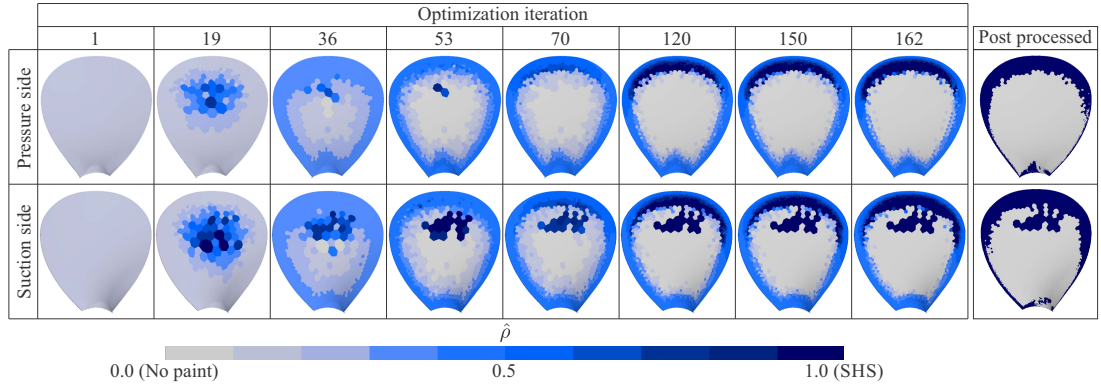 Optimization iteration
1 19 36 53 70 120 150 162 Post processed
Pressure side
Suction side
ρ̂
0.0 (No paint) 0.5 1.0 (SHS)